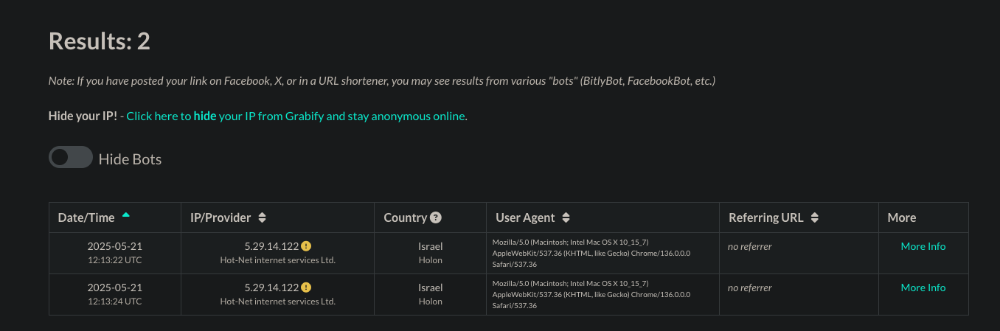 Results: 2
Note: If you have posted your link on Facebook, X, or in a URL shortener, you may see results from various "bots" (BitlyBot, FacebookBot, etc.)
Hide your IP! - Click here to hide your IP from Grabify and stay anonymous online.
Hide Bots
Date/Time IP/Provider Country ? User Agent Referring URL More
2025-05-21 5.29.14.122 ! Israel Mozilla/5.0 (Macintosh; Intel Mac OS X 10_15_7) no referrer More Info
12:13:22 UTC Hot-Net internet services Ltd. Holon AppleWebKit/537.36 (KHTML, like Gecko) Chrome/136.0.0.0
Safari/537.36
2025-05-21 5.29.14.122 ! Israel Mozilla/5.0 (Macintosh; Intel Mac OS X 10_15_7) no referrer More Info
12:13:24 UTC Hot-Net internet services Ltd. Holon AppleWebKit/537.36 (KHTML, like Gecko) Chrome/136.0.0.0
Safari/537.36